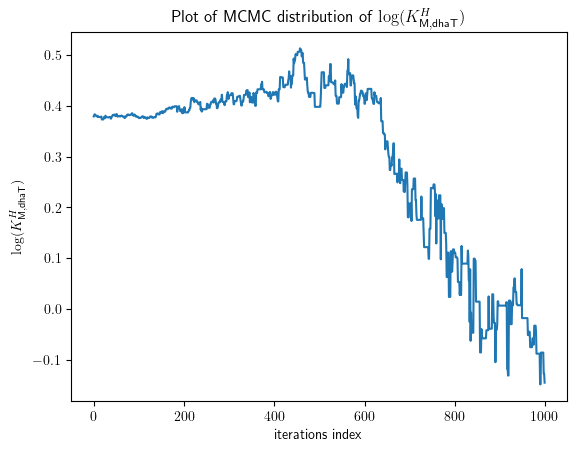 Plot of MCMC distribution of log(K^H_M,dhaT)
log(K^H_M,dhaT)
0.5
0.4
0.3
0.2
0.1
0.0
−0.1
0 200 400 600 800 1000
iterations index